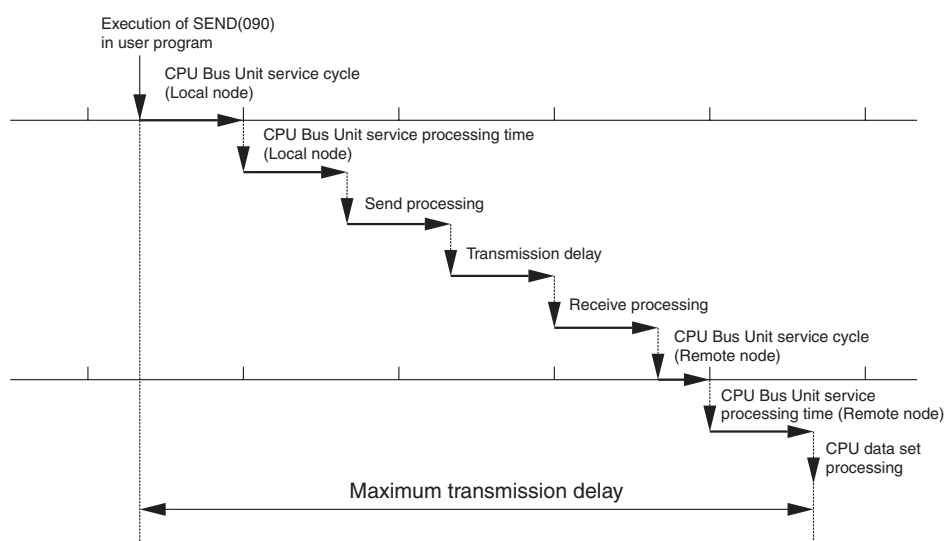 Execution of SEND(090)
in user program
CPU Bus Unit service cycle
(Local node)
CPU Bus Unit service processing time
(Local node)
Send processing
Transmission delay
Receive processing
CPU Bus Unit service cycle
(Remote node)
CPU Bus Unit service
processing time (Remote node)
CPU data set
processing
Maximum transmission delay